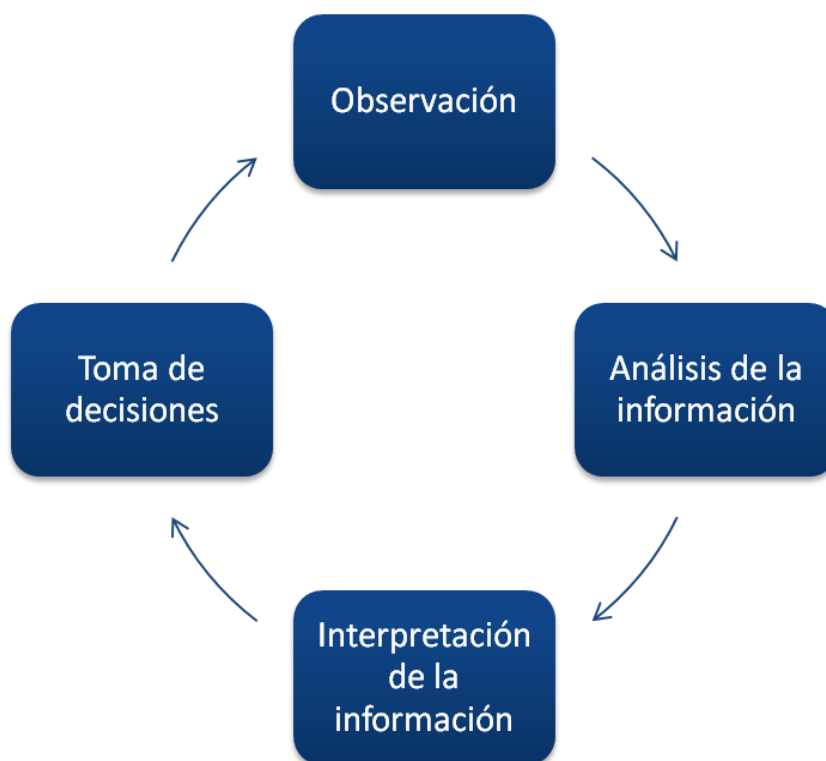 Observación
Análisis de la
información
Interpretación
de la
información
Toma de
decisiones